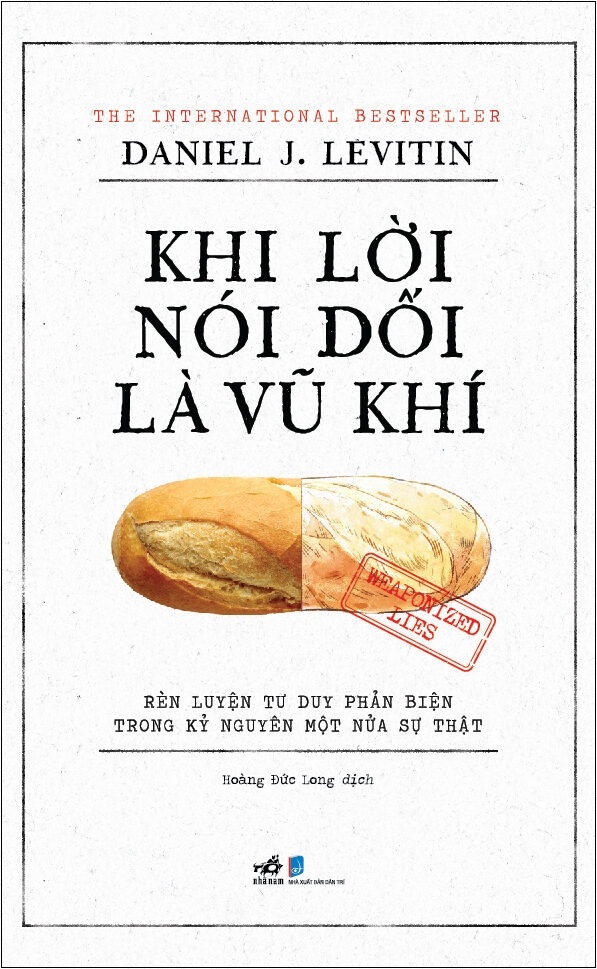 THE INTERNATIONAL BESTSELLER
DANIEL J. LEVITIN
KHI LỜI
NÓI DỐI
LÀ VŨ KHÍ
WEAPONIZED
LIES
RÈN LUYỆN TƯ DUY PHẢN BIỆN
TRONG KỶ NGUYÊN MỘT NỬA SỰ THẬT
Hoàng Đức Long dịch
nhã nam
NHÀ XUẤT BẢN DÂN TRÍ